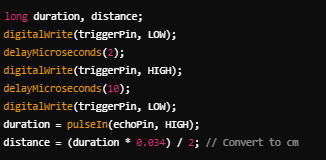 long duration, distance;
digitalWrite(triggerPin, LOW);
delayMicroseconds(2);
digitalWrite(triggerPin, HIGH);
delayMicroseconds(10);
digitalWrite(triggerPin, LOW);
duration = pulseIn(echoPin, HIGH);
distance = (duration * 0.034) / 2; // Convert to cm